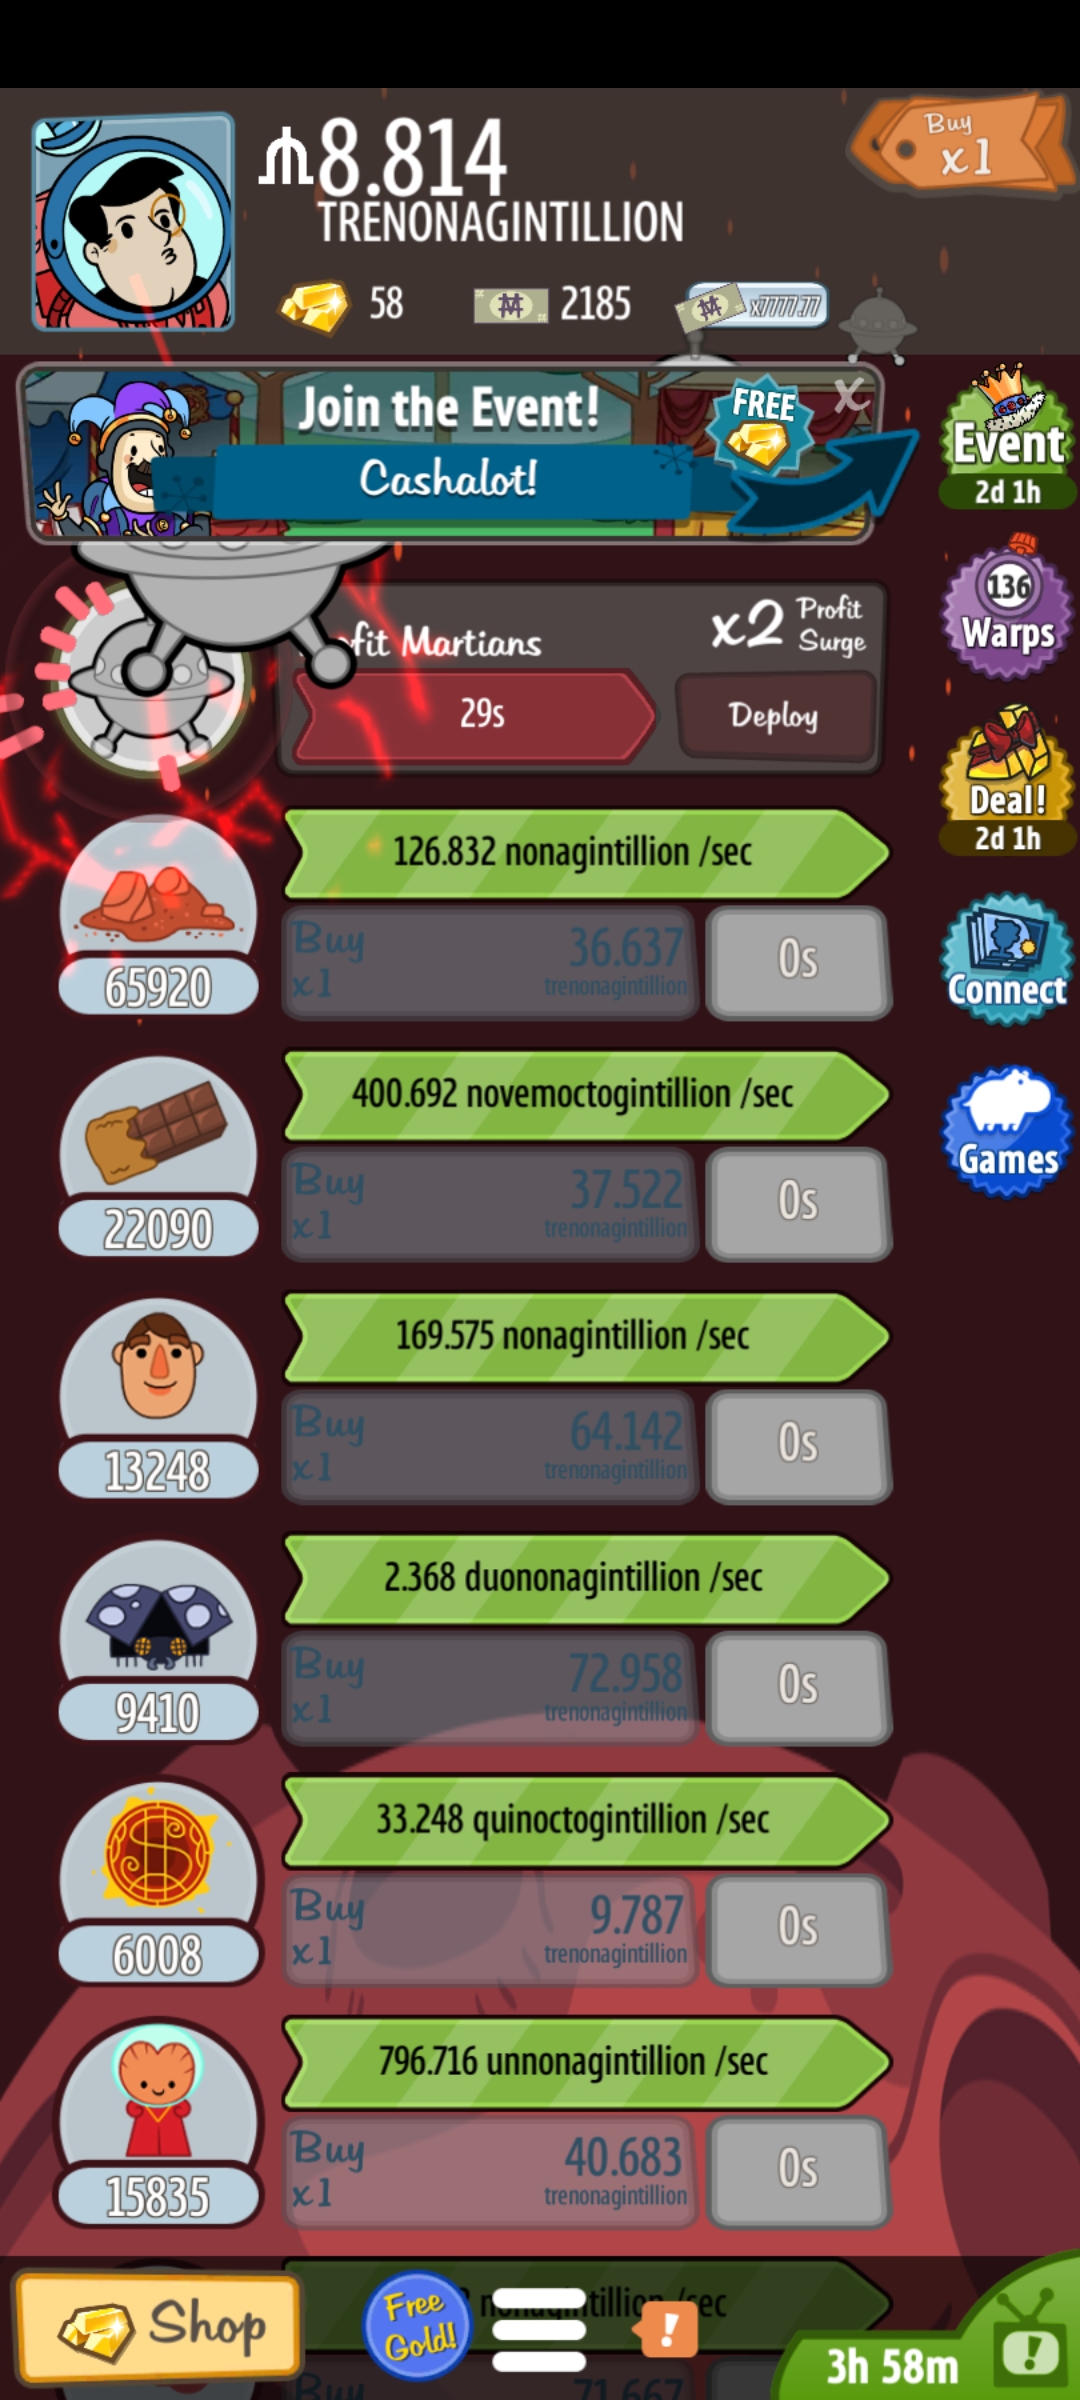 8.814
TRENONAGINTILLION
Buy
x1
58
2185
x7777.77
Join the Event!
FREE
X
Cashalot!
Event
2d 1h
136
Warps
fit Martians
x2 Profit
Surge
29s
Deploy
Deal!
2d 1h
126.832 nonagintillion /sec
Buy
x1
36.637
trenonagintillion
0s
65920
Connect
400.692 novemoctogintillion /sec
Buy
x1
37.522
trenonagintillion
0s
22090
Games
169.575 nonagintillion /sec
Buy
x1
64.142
trenonagintillion
0s
13248
2.368 duononagintillion /sec
Buy
x1
72.958
trenonagintillion
0s
9410
33.248 quinoctogintillion /sec
Buy
x1
9.787
trenonagintillion
0s
6008
796.716 unnonagintillion /sec
Buy
x1
40.683
trenonagintillion
0s
15835
Shop
Free
Gold!
!
3h 58m
!
Buy
71.667